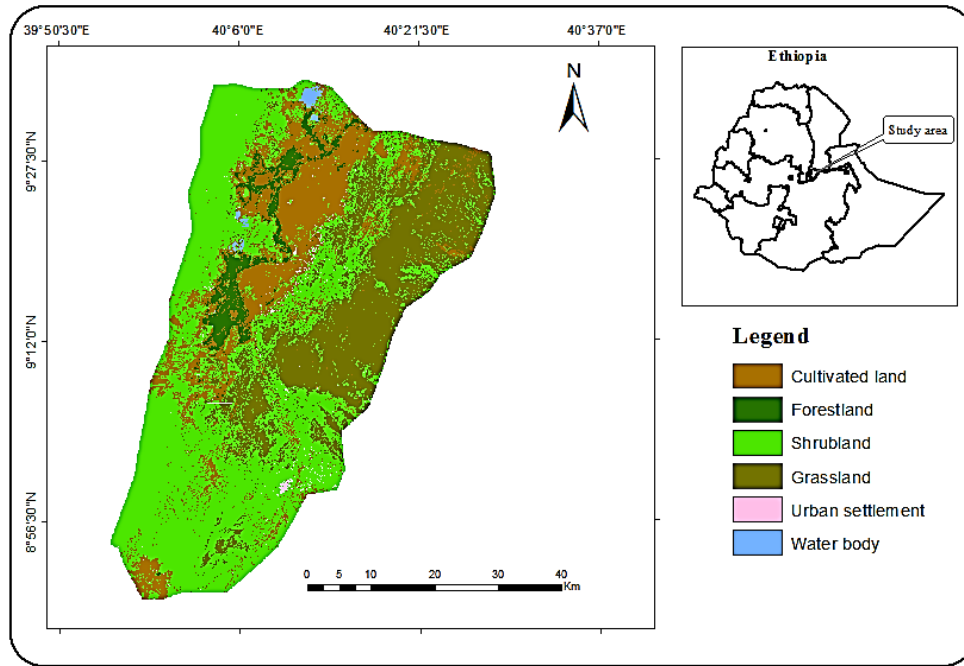 39°50'30"E 40°6'0"E 40°21'30"E 40°37'0"E
9°27'30"N
9°12'0"N
8°56'30"N
N
0 5 10 20 30 40
Km
Ethiopia
Study area
Legend
Cultivated land
Forestland
Shrubland
Grassland
Urban settlement
Water body